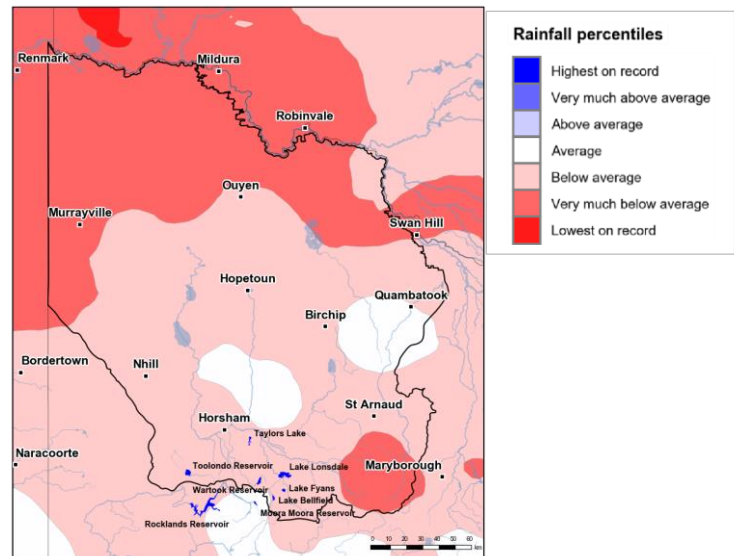 Renmark
Mildura
Robinvale
Ouyen
Murrayville
Swan Hill
Hopetoun
Quambatook
Birchip
Bordertown
Nhill
St Arnaud
Horsham
Taylors Lake
Naracoorte
Toolondo Reservoir
Lake Lonsdale
Maryborough
Wartook Reservoir
Lake Fyans
Lake Bellfield
Rocklands Reservoir
Moora Moora Reservoir
0 10 20 30 40 50 60
km
Rainfall percentiles
Highest on record
Very much above average
Above average
Average
Below average
Very much below average
Lowest on record